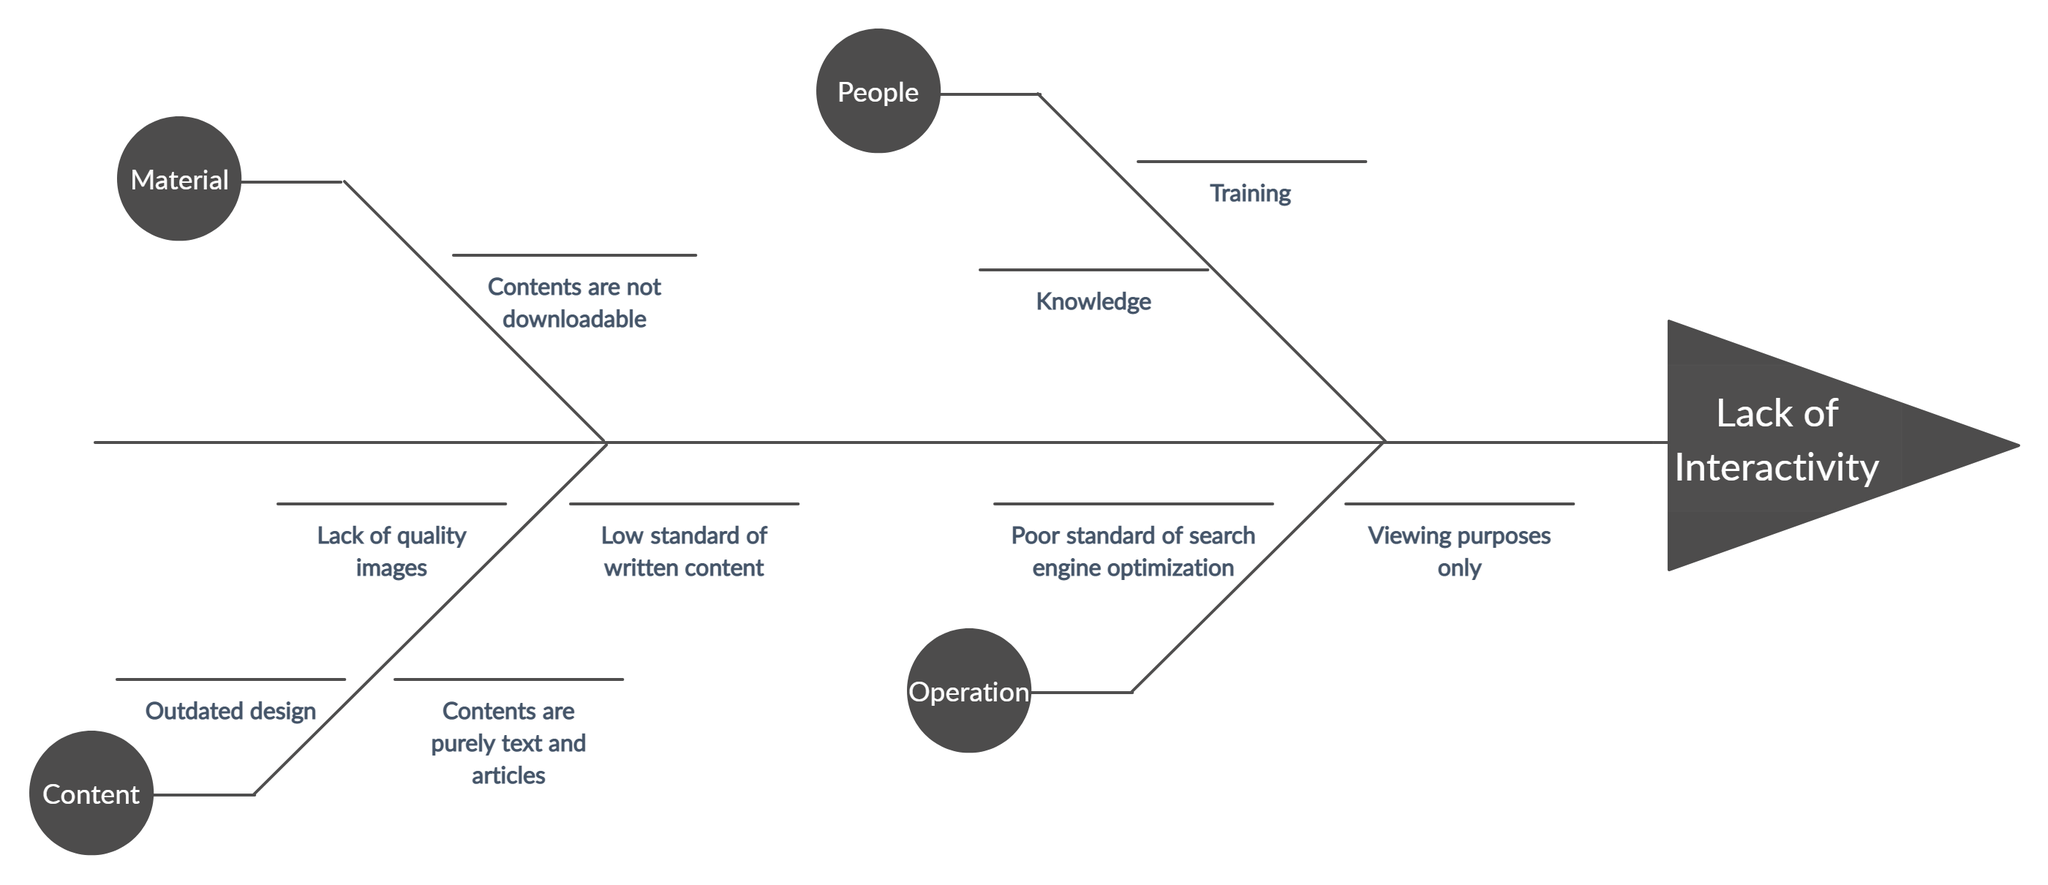 People
Material
Training
Contents are not
downloadable
Knowledge
Lack of
Interactivity
Lack of quality
images
Low standard of
written content
Poor standard of search
engine optimization
Viewing purposes
only
Operation
Outdated design
Contents are
purely text and
articles
Content